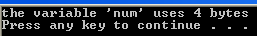 the variable 'num' uses 4 bytes
Press any key to continue . . .